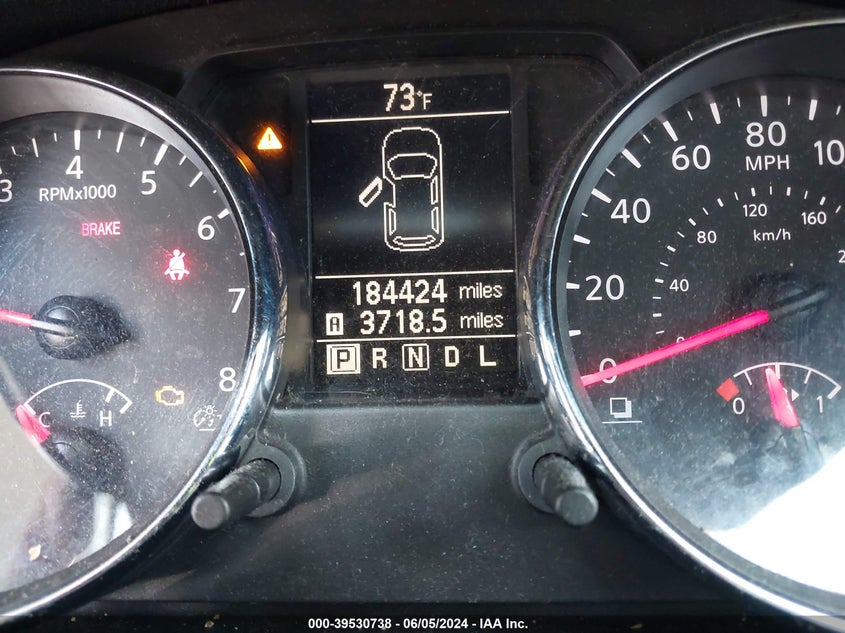 73°F
3 4 5 6 7 8
RPMx1000
BRAKE
C H
184424 miles
A 3718.5 miles
P R N D L
0 20 40 60 80
MPH
40 80 120 160
km/h
0 1
000-39530738 - 06/05/2024 - IAA Inc.